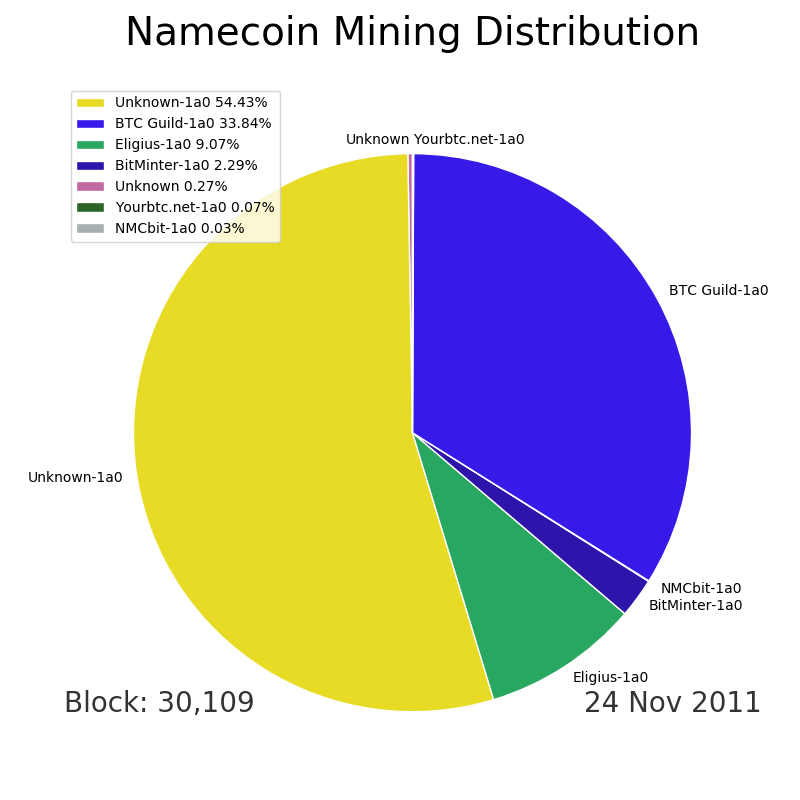 Namecoin Mining Distribution
Unknown-1a0 54.43%
BTC Guild-1a0 33.84%
Eligius-1a0 9.07%
BitMinter-1a0 2.29%
Unknown 0.27%
Yourbtc.net-1a0 0.07%
NMCbit-1a0 0.03%
Unknown Yourbtc.net-1a0
BTC Guild-1a0
Unknown-1a0
NMCbit-1a0
BitMinter-1a0
Eligius-1a0
Block: 30,109
24 Nov 2011